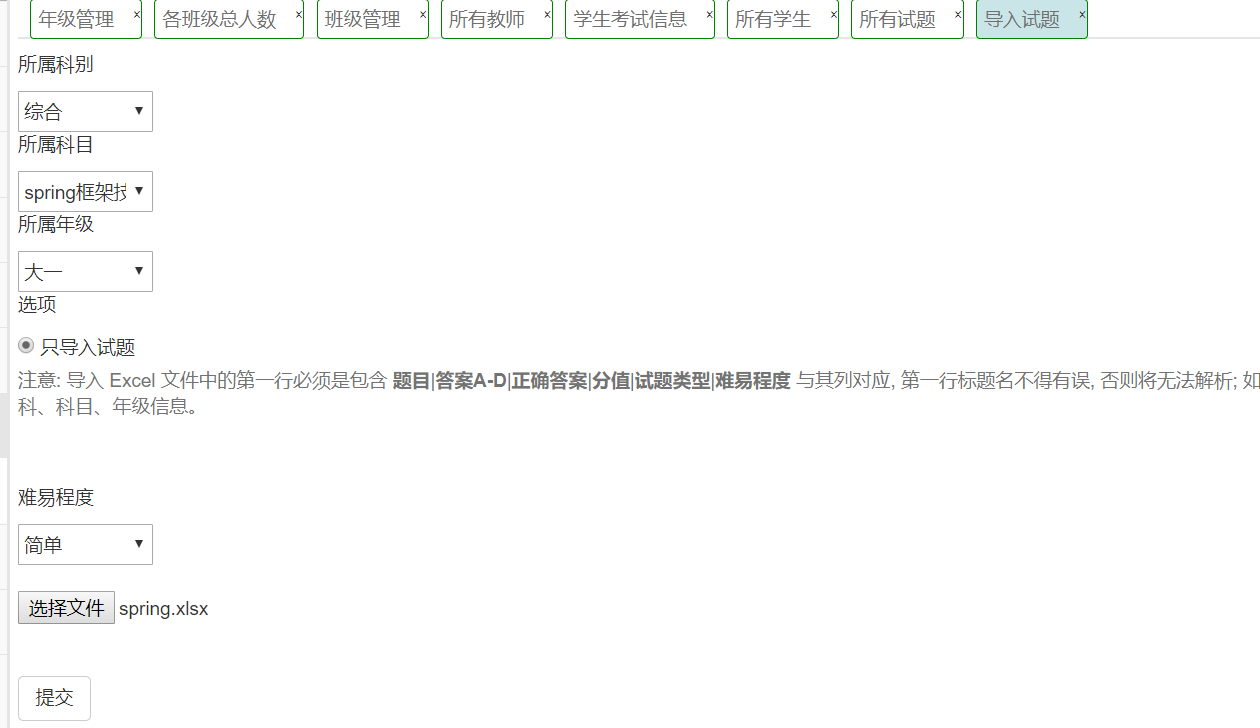 年级管理 × 各班级总人数 × 班级管理 × 所有教师 × 学生考试信息 × 所有学生 × 所有试题 × 导入试题 ×
所属科别
综合
所属科目
spring框架技
所属年级
大一
选项
只导入试题
注意: 导入 Excel 文件中的第一行必须是包含 题目|答案A-D|正确答案|分值|试题类型|难易程度 与其列对应, 第一行标题名不得有误, 否则将无法解析; 如
科、科目、年级信息。
难易程度
简单
选择文件 spring.xlsx
提交